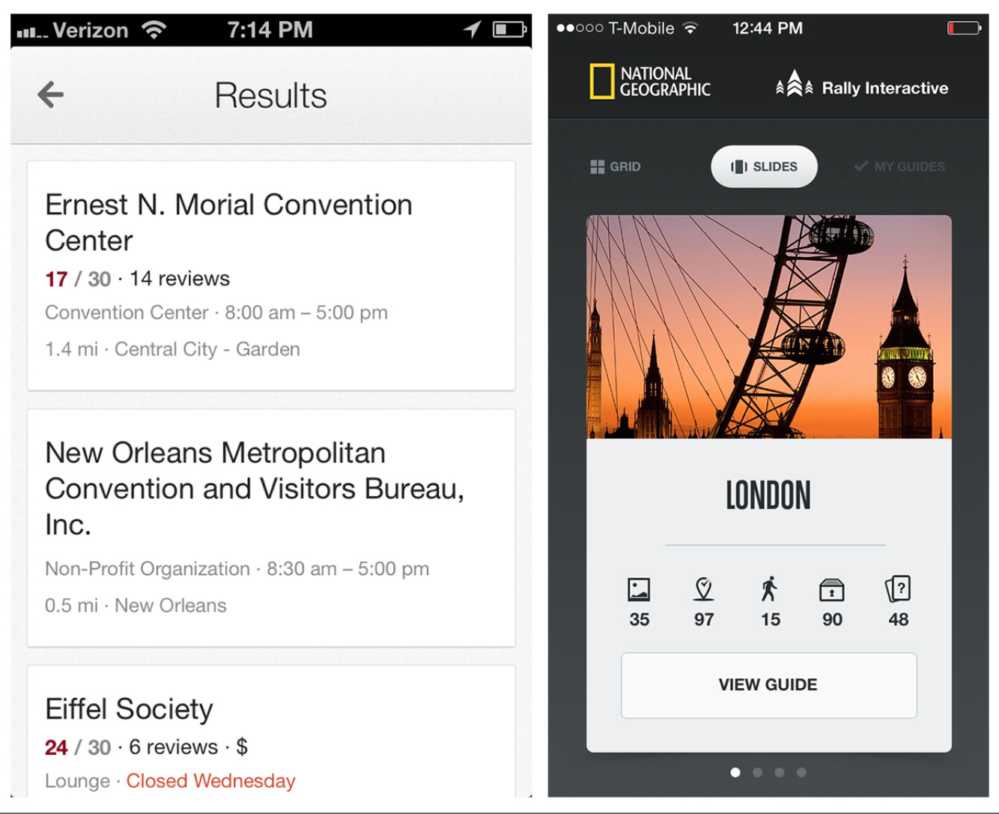 Verizon 7:14 PM
Results
Ernest N. Morial Convention
Center
17 / 30 · 14 reviews
Convention Center · 8:00 am – 5:00 pm
1.4 mi · Central City - Garden
New Orleans Metropolitan
Convention and Visitors Bureau,
Inc.
Non-Profit Organization · 8:30 am – 5:00 pm
0.5 mi · New Orleans
Eiffel Society
24 / 30 · 6 reviews · $
Lounge · Closed Wednesday
T-Mobile 12:44 PM
NATIONAL
GEOGRAPHIC
Rally Interactive
GRID SLIDES MY GUIDES
LONDON
?
35 97 15 90 48
VIEW GUIDE